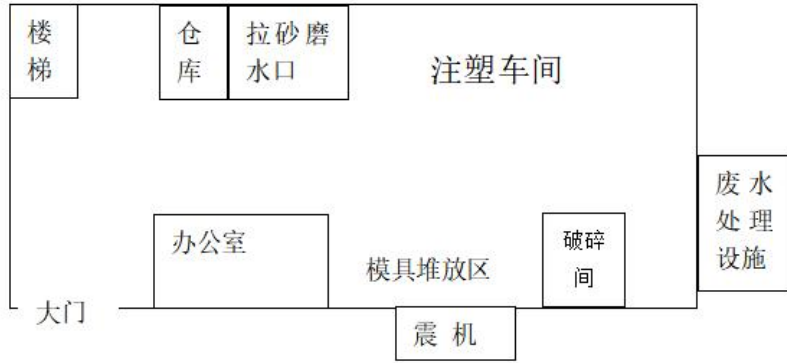 楼
梯
仓
库
拉砂磨
水口
注塑车间
废水
处理
设施
办公室
模具堆放区
破碎
间
大门
震机